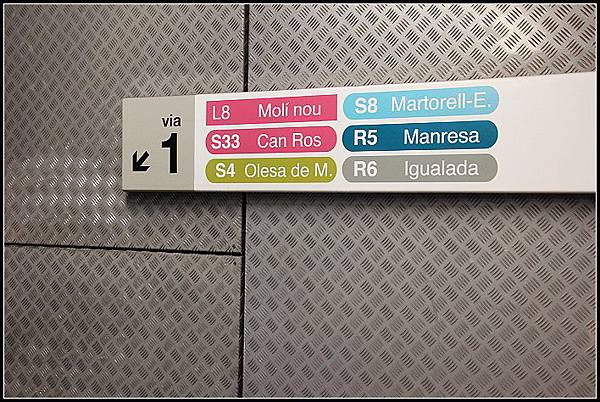 via
1
L8 Molí nou
S33 Can Ros
S4 Olesa de M.
S8 Martorell-E.
R5 Manresa
R6 Igualada